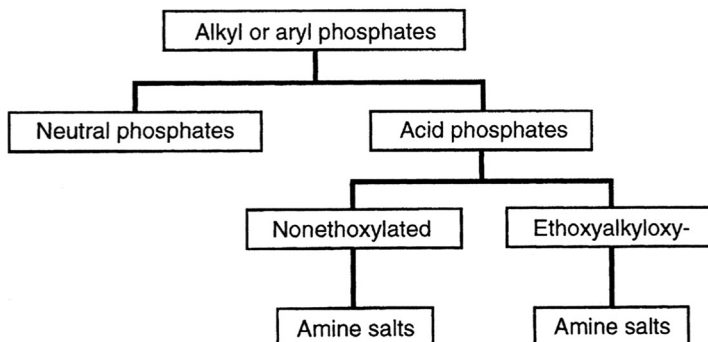 Alkyl or aryl phosphates
Neutral phosphates
Acid phosphates
Nonethoxylated
Ethoxyalkyloxy-
Amine salts
Amine salts